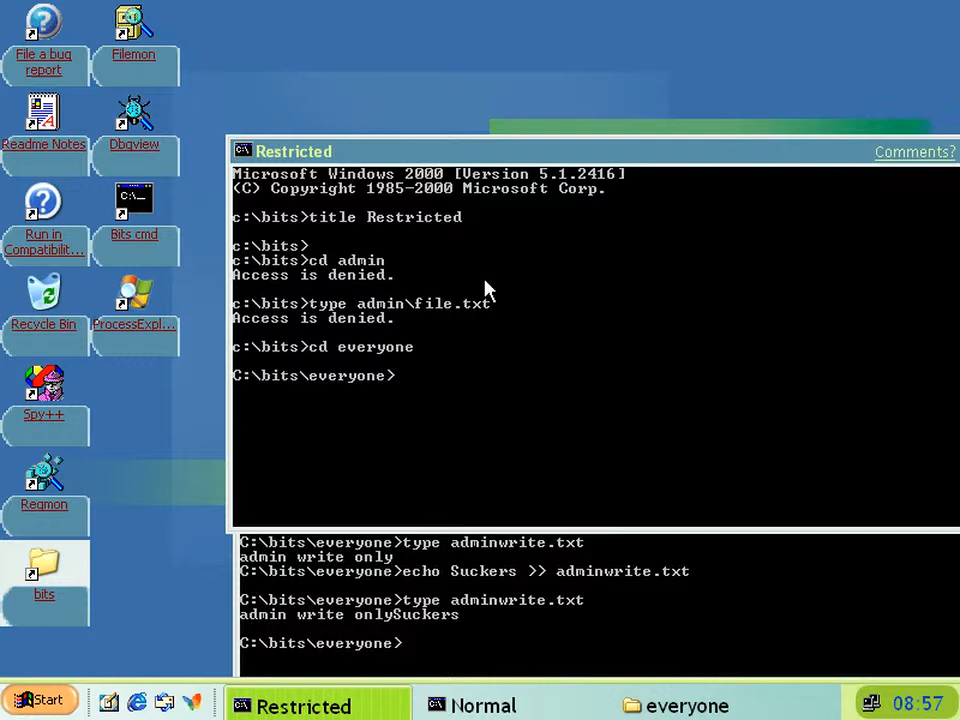 File a bug
report
Filemon
Readme Notes
Dbgview
Run in
Compatibilit...
Bits cmd
Recycle Bin
ProcessExpl...
Spy++
Regmon
bits
Restricted
Comments?
Microsoft Windows 2000 [Version 5.1.2416]
(C) Copyright 1985-2000 Microsoft Corp.
c:\bits>title Restricted
c:\bits>
c:\bits>cd admin
Access is denied.
c:\bits>type admin\file.txt
Access is denied.
c:\bits>cd everyone
C:\bits\everyone>
C:\bits\everyone>type adminwrite.txt
admin write only
C:\bits\everyone>echo Suckers >> adminwrite.txt
C:\bits\everyone>type adminwrite.txt
admin write onlySuckers
C:\bits\everyone>
Start
Restricted
Normal
everyone
08:57